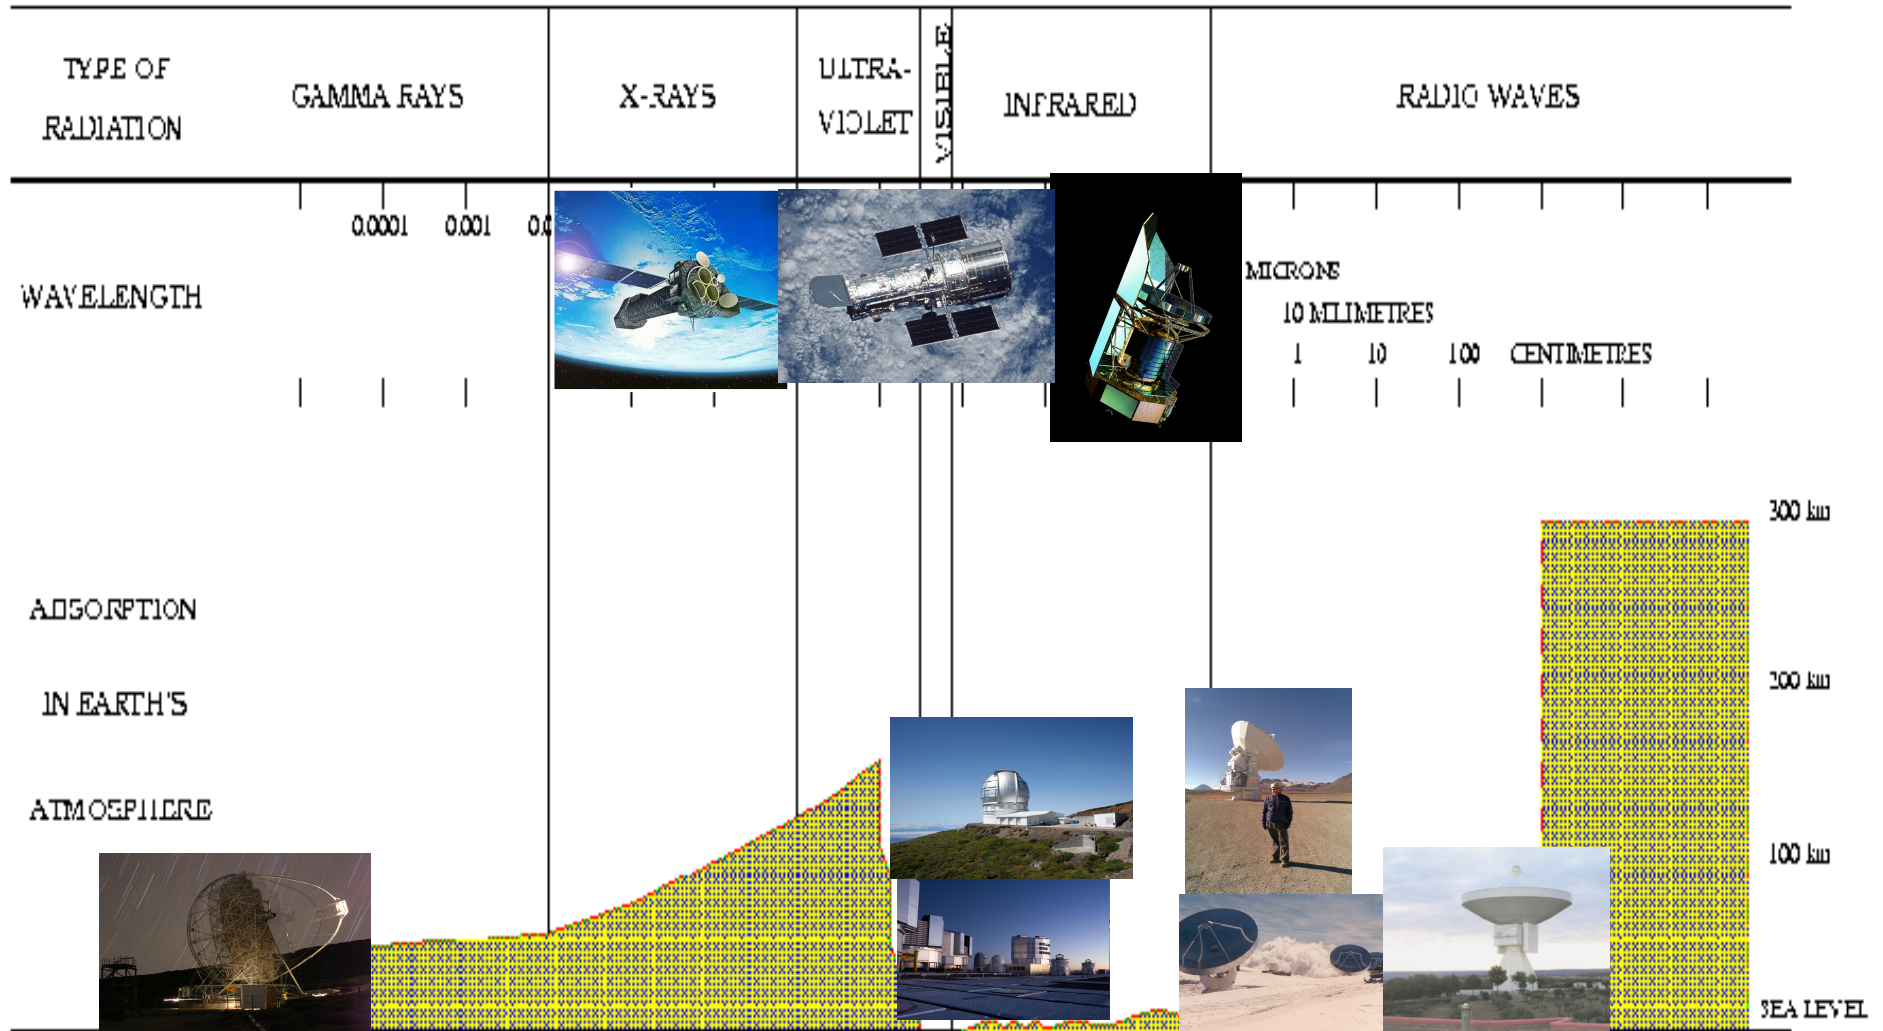 TYPE OF
RADIATION
GAMMA RAYS
X-RAYS
ULTRA-
VIOLET
VISIBLE
INFRARED
RADIO WAVES
WAVELENGTH
0.0001 0.001
MICRONS
10 MILIMETRES
1 10 100 CENTIMETRES
ABSORPTION
IN EARTH'S
ATMOSPHERE
300 km
200 km
100 km
SEA LEVEL